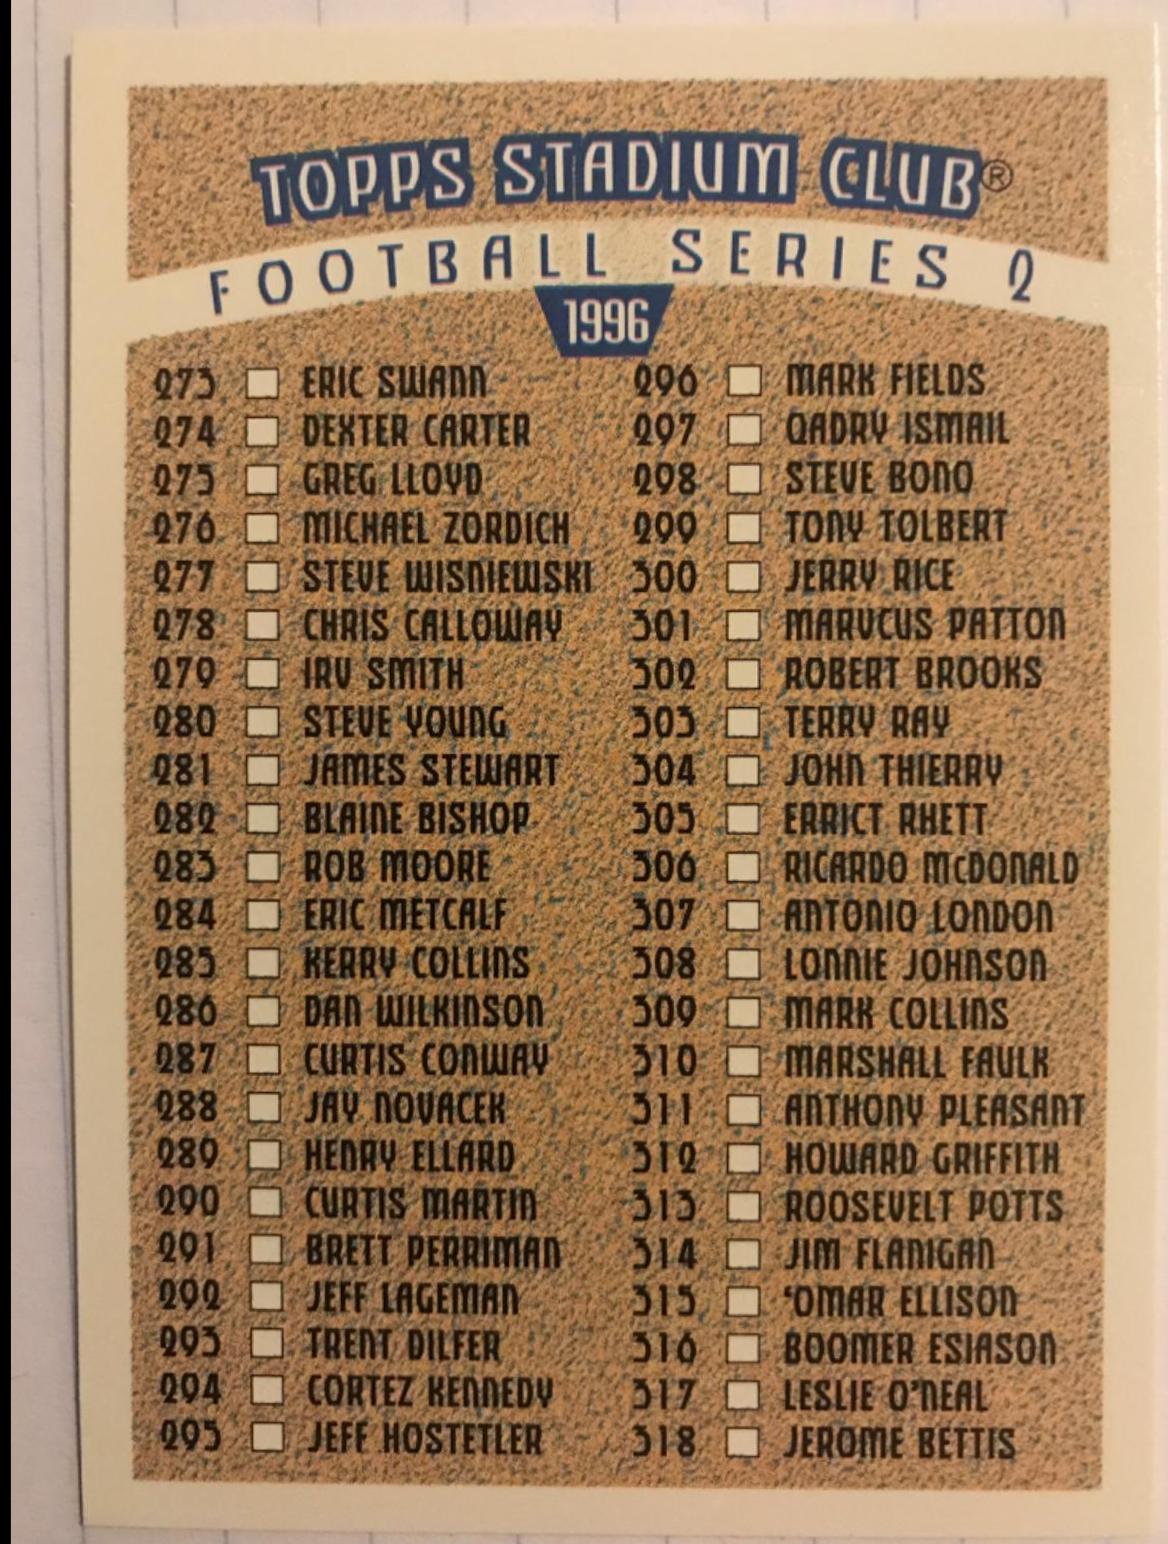 TOPPS STADIUM CLUB®
FOOTBALL SERIES 2
1996
273 ERIC SWANN
274 DEXTER CARTER
275 GREG LLOYD
276 MICHAEL ZORDICH
277 STEVE WISNIEWSKI
278 CHRIS CALLOWAY
279 IRV SMITH
280 STEVE YOUNG
281 JAMES STEWART
282 BLAINE BISHOP
283 ROB MOORE
284 ERIC METCALF
285 KERRY COLLINS
286 DAN WILKINSON
287 CURTIS CONWAY
288 JAY NOVACEK
289 HENRY ELLARD
290 CURTIS MARTIN
291 BRETT PERRIMAN
292 JEFF LAGEMAN
293 TRENT DILFER
294 CORTEZ KENNEDY
295 JEFF HOSTETLER
296 MARK FIELDS
297 QADRY ISMAIL
298 STEVE BONO
299 TONY TOLBERT
300 JERRY RICE
301 MARVCUS PATTON
302 ROBERT BROOKS
303 TERRY RAY
304 JOHN THIERRY
305 ERRICT RHETT
306 RICARDO McDONALD
307 ANTONIO LONDON
308 LONNIE JOHNSON
309 MARK COLLINS
310 MARSHALL FAULK
311 ANTHONY PLEASANT
312 HOWARD GRIFFITH
313 ROOSEVELT POTTS
314 JIM FLANIGAN
315 'OMAR ELLISON
316 BOOMER ESIASON
317 LESLIE O'NEAL
318 JEROME BETTIS